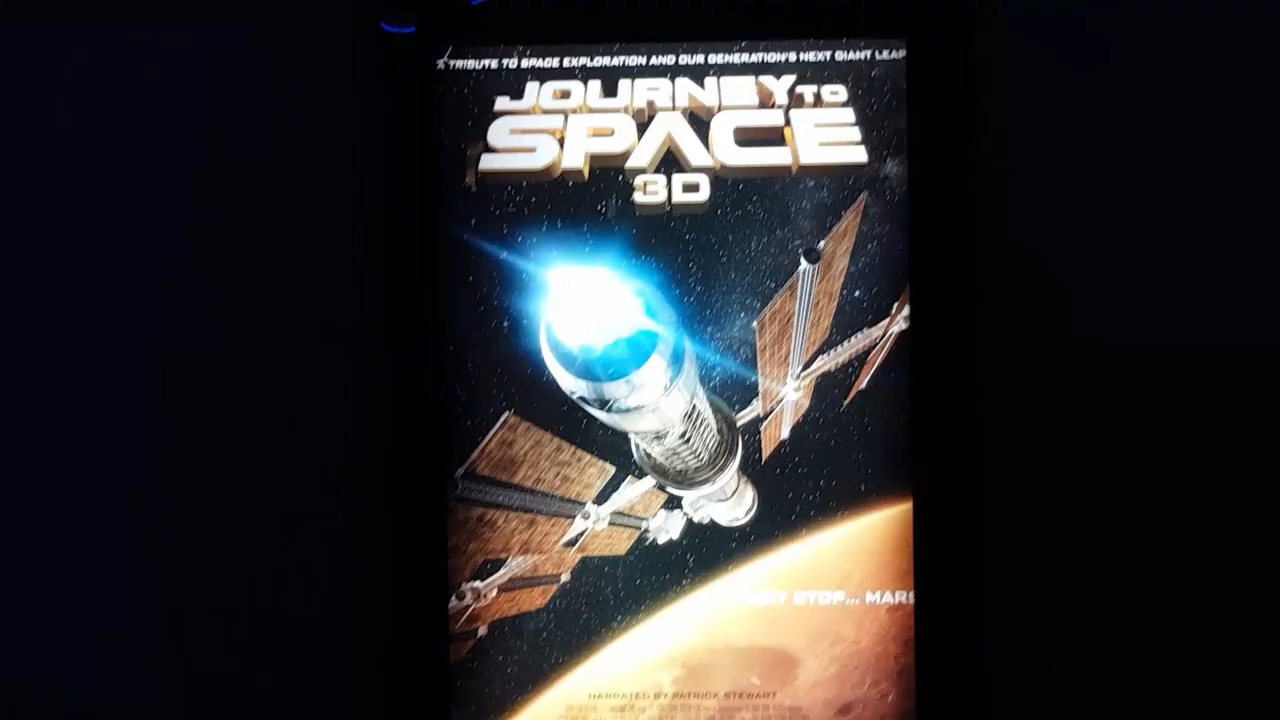 A TRIBUTE TO SPACE EXPLORATION AND OUR GENERATION'S NEXT GIANT LEAP
JOURNEY TO
SPACE
3D
STOP... MARS
NARRATED BY PATRICK STEWART